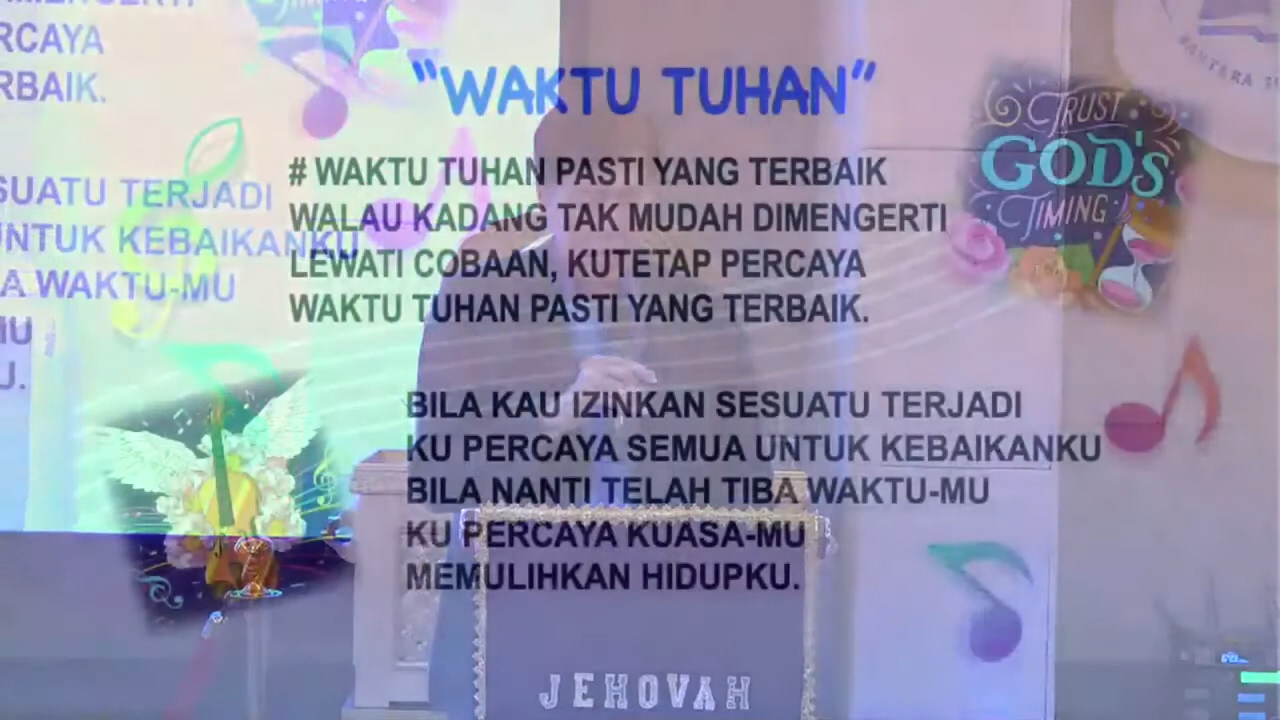 RCAYA
RBAIK.
SUATU TERJADI
UNTUK KEBAIKANKU
A WAKTU-MU
MU
U.
"WAKTU TUHAN"
# WAKTU TUHAN PASTI YANG TERBAIK
WALAU KADANG TAK MUDAH DIMENGERTI
LEWATI COBAAN, KUTETAP PERCAYA
WAKTU TUHAN PASTI YANG TERBAIK.
BILA KAU IZINKAN SESUATU TERJADI
KU PERCAYA SEMUA UNTUK KEBAIKANKU
BILA NANTI TELAH TIBA WAKTU-MU
KU PERCAYA KUASA-MU
MEMULIHKAN HIDUPKU.
TRUST
GOD'S
TIMING
JEHOVAH